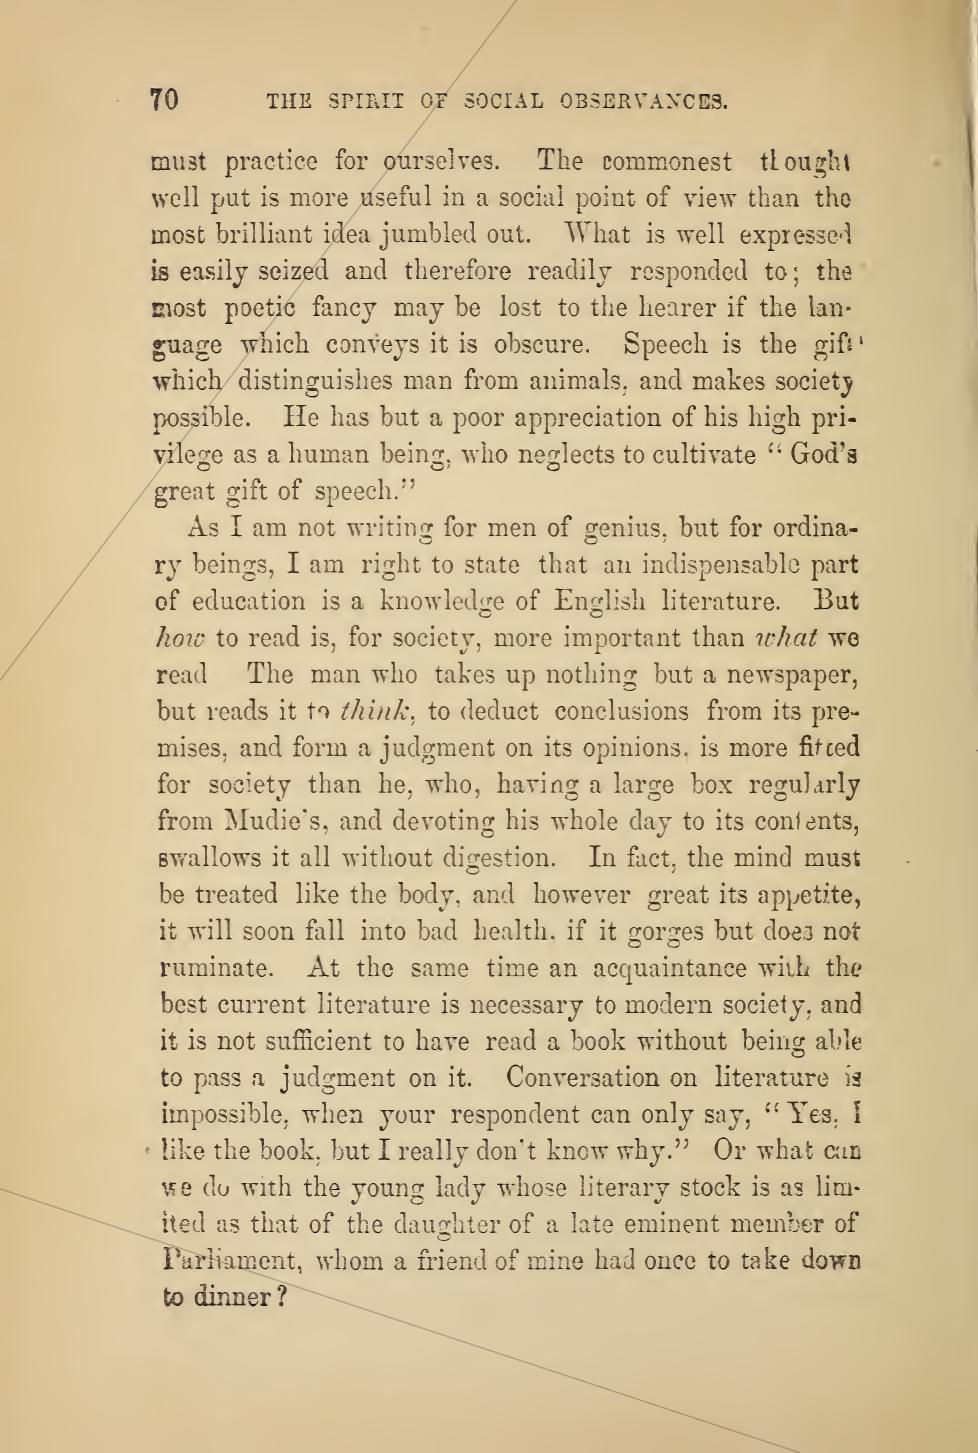 70 THE SPIRIT OF SOCIAL OBSERVANCES.
must practice for ourselves. The commonest thought
well put is more useful in a social point of view than the
most brilliant idea jumbled out. What is well expressed
is easily seized and therefore readily responded to; the
most poetic fancy may be lost to the hearer if the lan-
guage which conveys it is obscure. Speech is the gift
which distinguishes man from animals, and makes society
possible. He has but a poor appreciation of his high pri-
vilege as a human being, who neglects to cultivate “God's
great gift of speech.”
As I am not writing for men of genius, but for ordina-
ry beings, I am right to state that an indispensable part
of education is a knowledge of English literature. But
how to read is, for society, more important than what we
read The man who takes up nothing but a newspaper,
but reads it to think, to deduct conclusions from its pre-
mises, and form a judgment on its opinions, is more fitted
for society than he, who, having a large box regularly
from Mudie's, and devoting his whole day to its contents,
swallows it all without digestion. In fact, the mind must
be treated like the body, and however great its appetite,
it will soon fall into bad health, if it gorges but does not
ruminate. At the same time an acquaintance with the
best current literature is necessary to modern society, and
it is not sufficient to have read a book without being able
to pass a judgment on it. Conversation on literature is
impossible, when your respondent can only say, “Yes, I
like the book, but I really don't know why.” Or what can
we do with the young lady whose literary stock is as lim-
ited as that of the daughter of a late eminent member of
Parliament, whom a friend of mine had once to take down
to dinner?